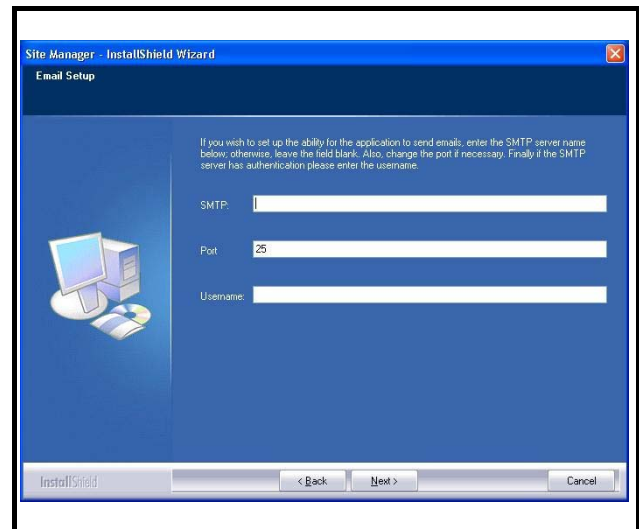 Site Manager - InstallShield Wizard
Email Setup
If you wish to set up the ability for the application to send emails, enter the SMTP server name
below; otherwise, leave the field blank. Also, change the port if necessary. Finally if the SMTP
server has authentication please enter the username.
SMTP:
Port 25
Username:
InstallShield
< Back
Next >
Cancel